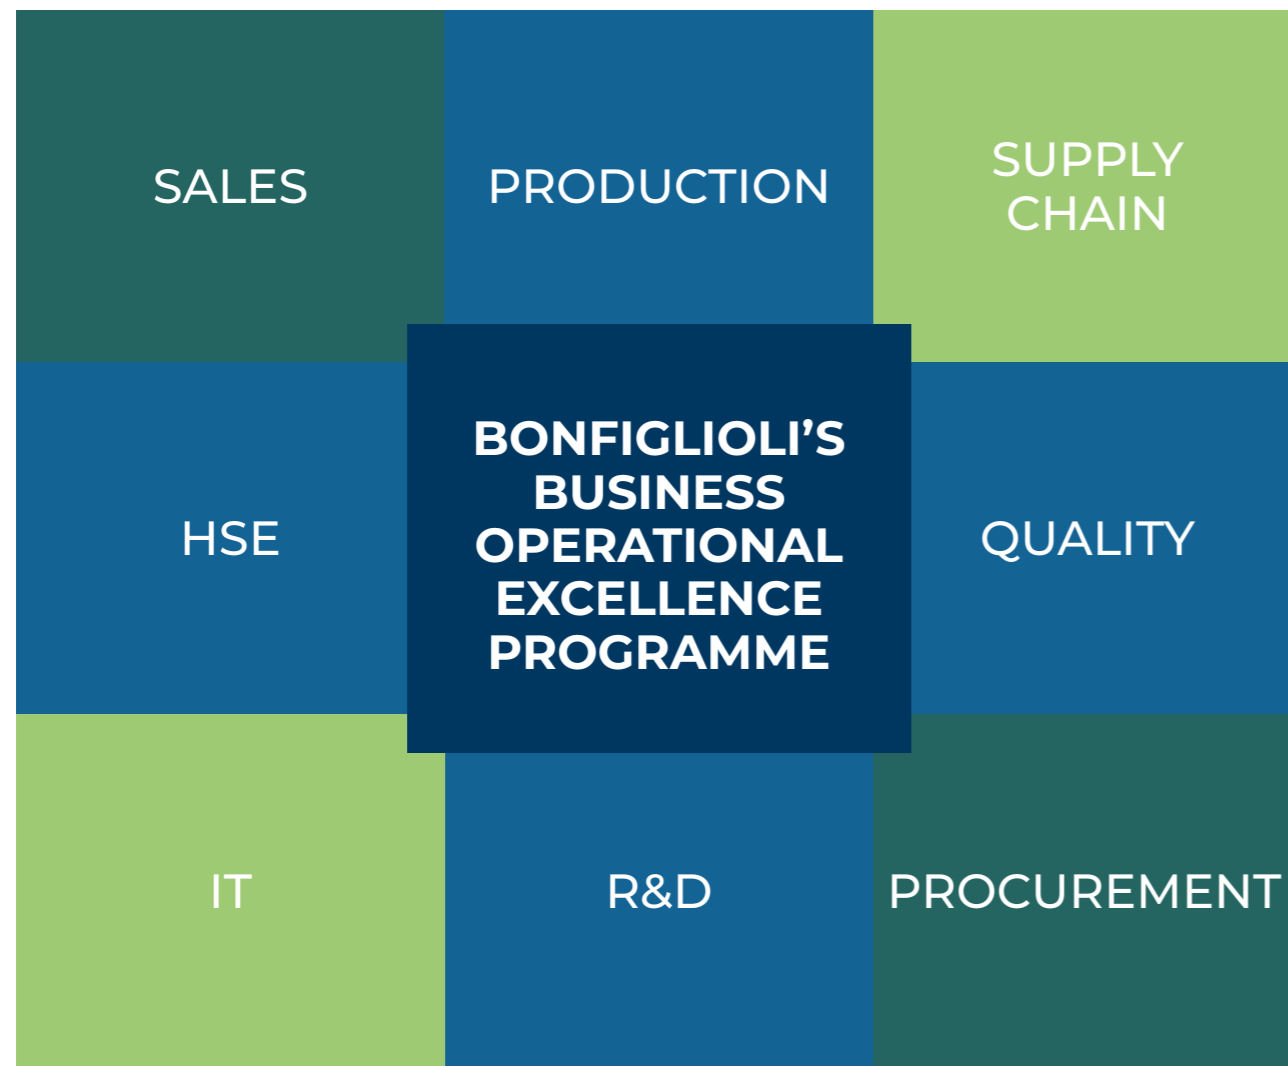 SALES
PRODUCTION
SUPPLY
CHAIN
HSE
BONFIGLIOLI’S
BUSINESS
OPERATIONAL
EXCELLENCE
PROGRAMME
QUALITY
IT
R&D
PROCUREMENT